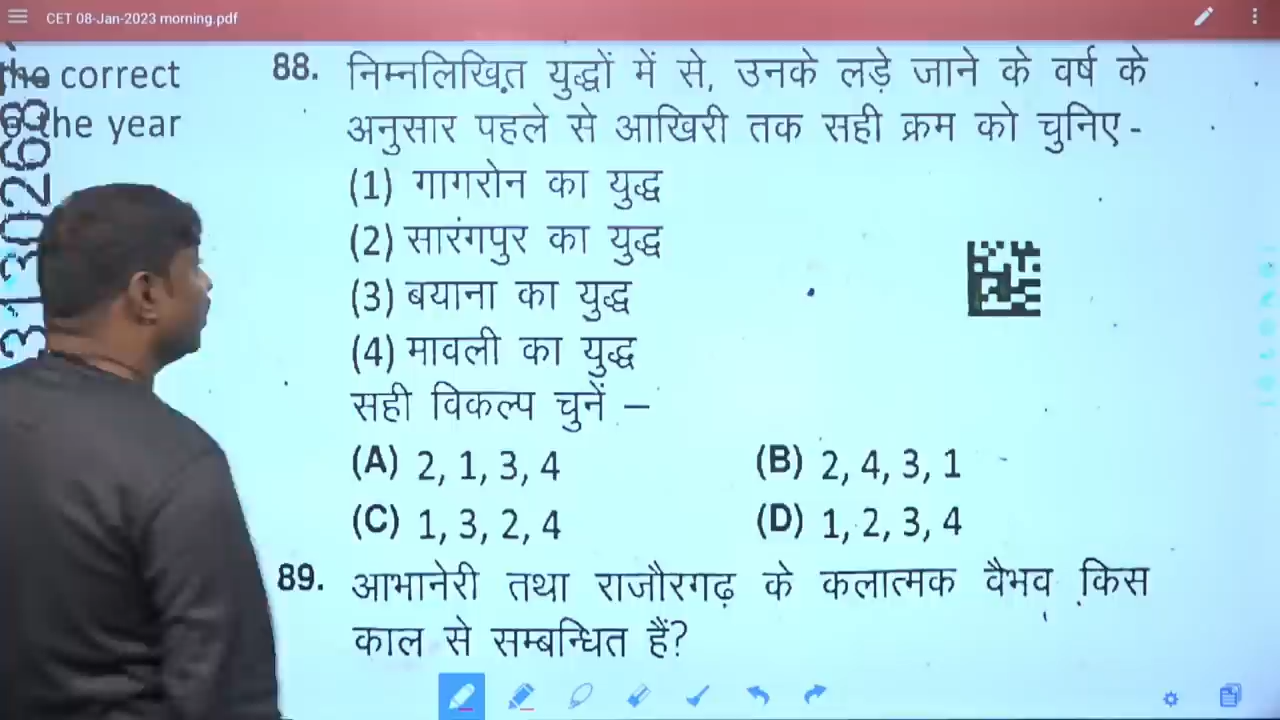 CET 08-Jan-2023 morning.pdf
the correct
the year
3130268
88. निम्नलिखित युद्धों में से, उनके लड़े जाने के वर्ष के
अनुसार पहले से आखिरी तक सही क्रम को चुनिए -
(1) गागरोन का युद्ध
(2) सारंगपुर का युद्ध
(3) बयाना का युद्ध
(4) मावली का युद्ध
सही विकल्प चुनें –
(A) 2, 1, 3, 4 (B) 2, 4, 3, 1
(C) 1, 3, 2, 4 (D) 1, 2, 3, 4
89. आभानेरी तथा राजौरगढ़ के कलात्मक वैभव किस
काल से सम्बन्धित हैं?